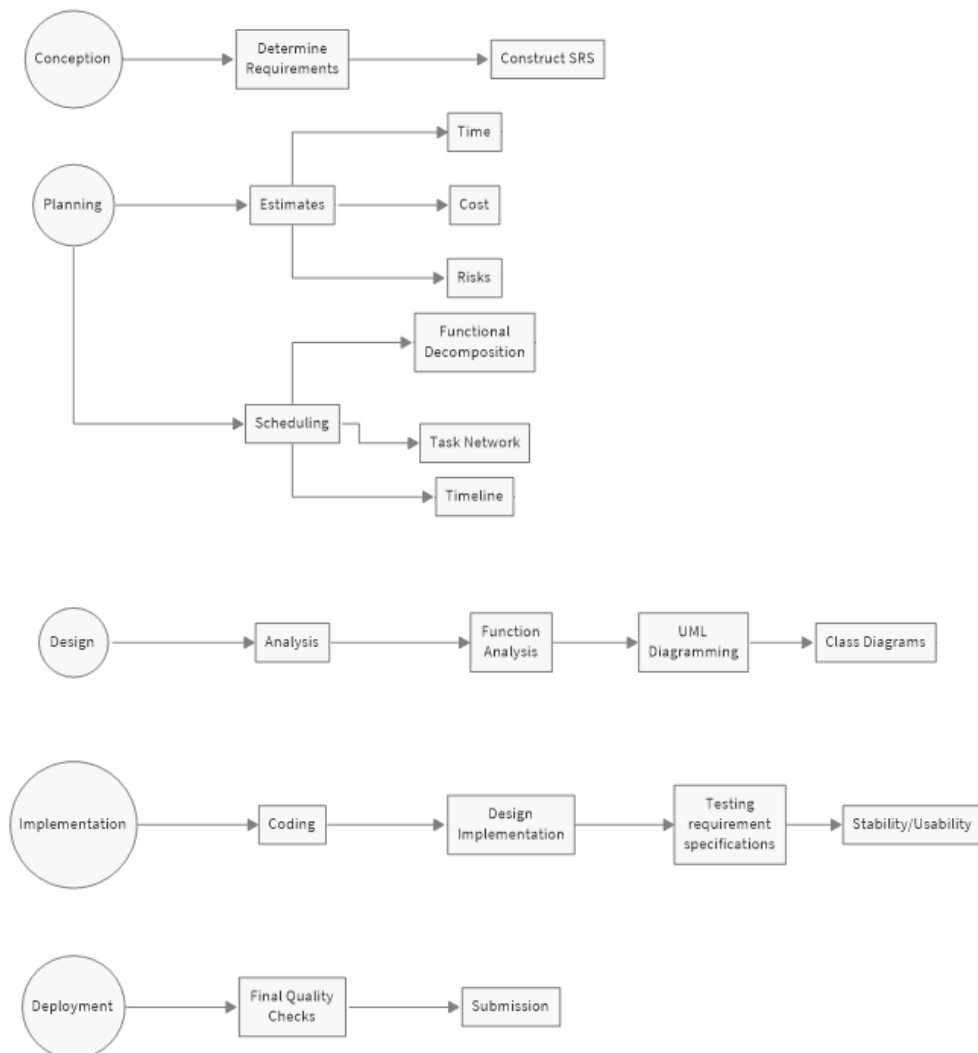 Conception
Determine
Requirements
Construct SRS
Time
Planning
Estimates
Cost
Risks
Functional
Decomposition
Scheduling
Task Network
Timeline
Design
Analysis
Function
Analysis
UML
Diagramming
Class Diagrams
Implementation
Coding
Design
Implementation
Testing
requirement
specifications
Stability/Usability
Deployment
Final Quality
Checks
Submission